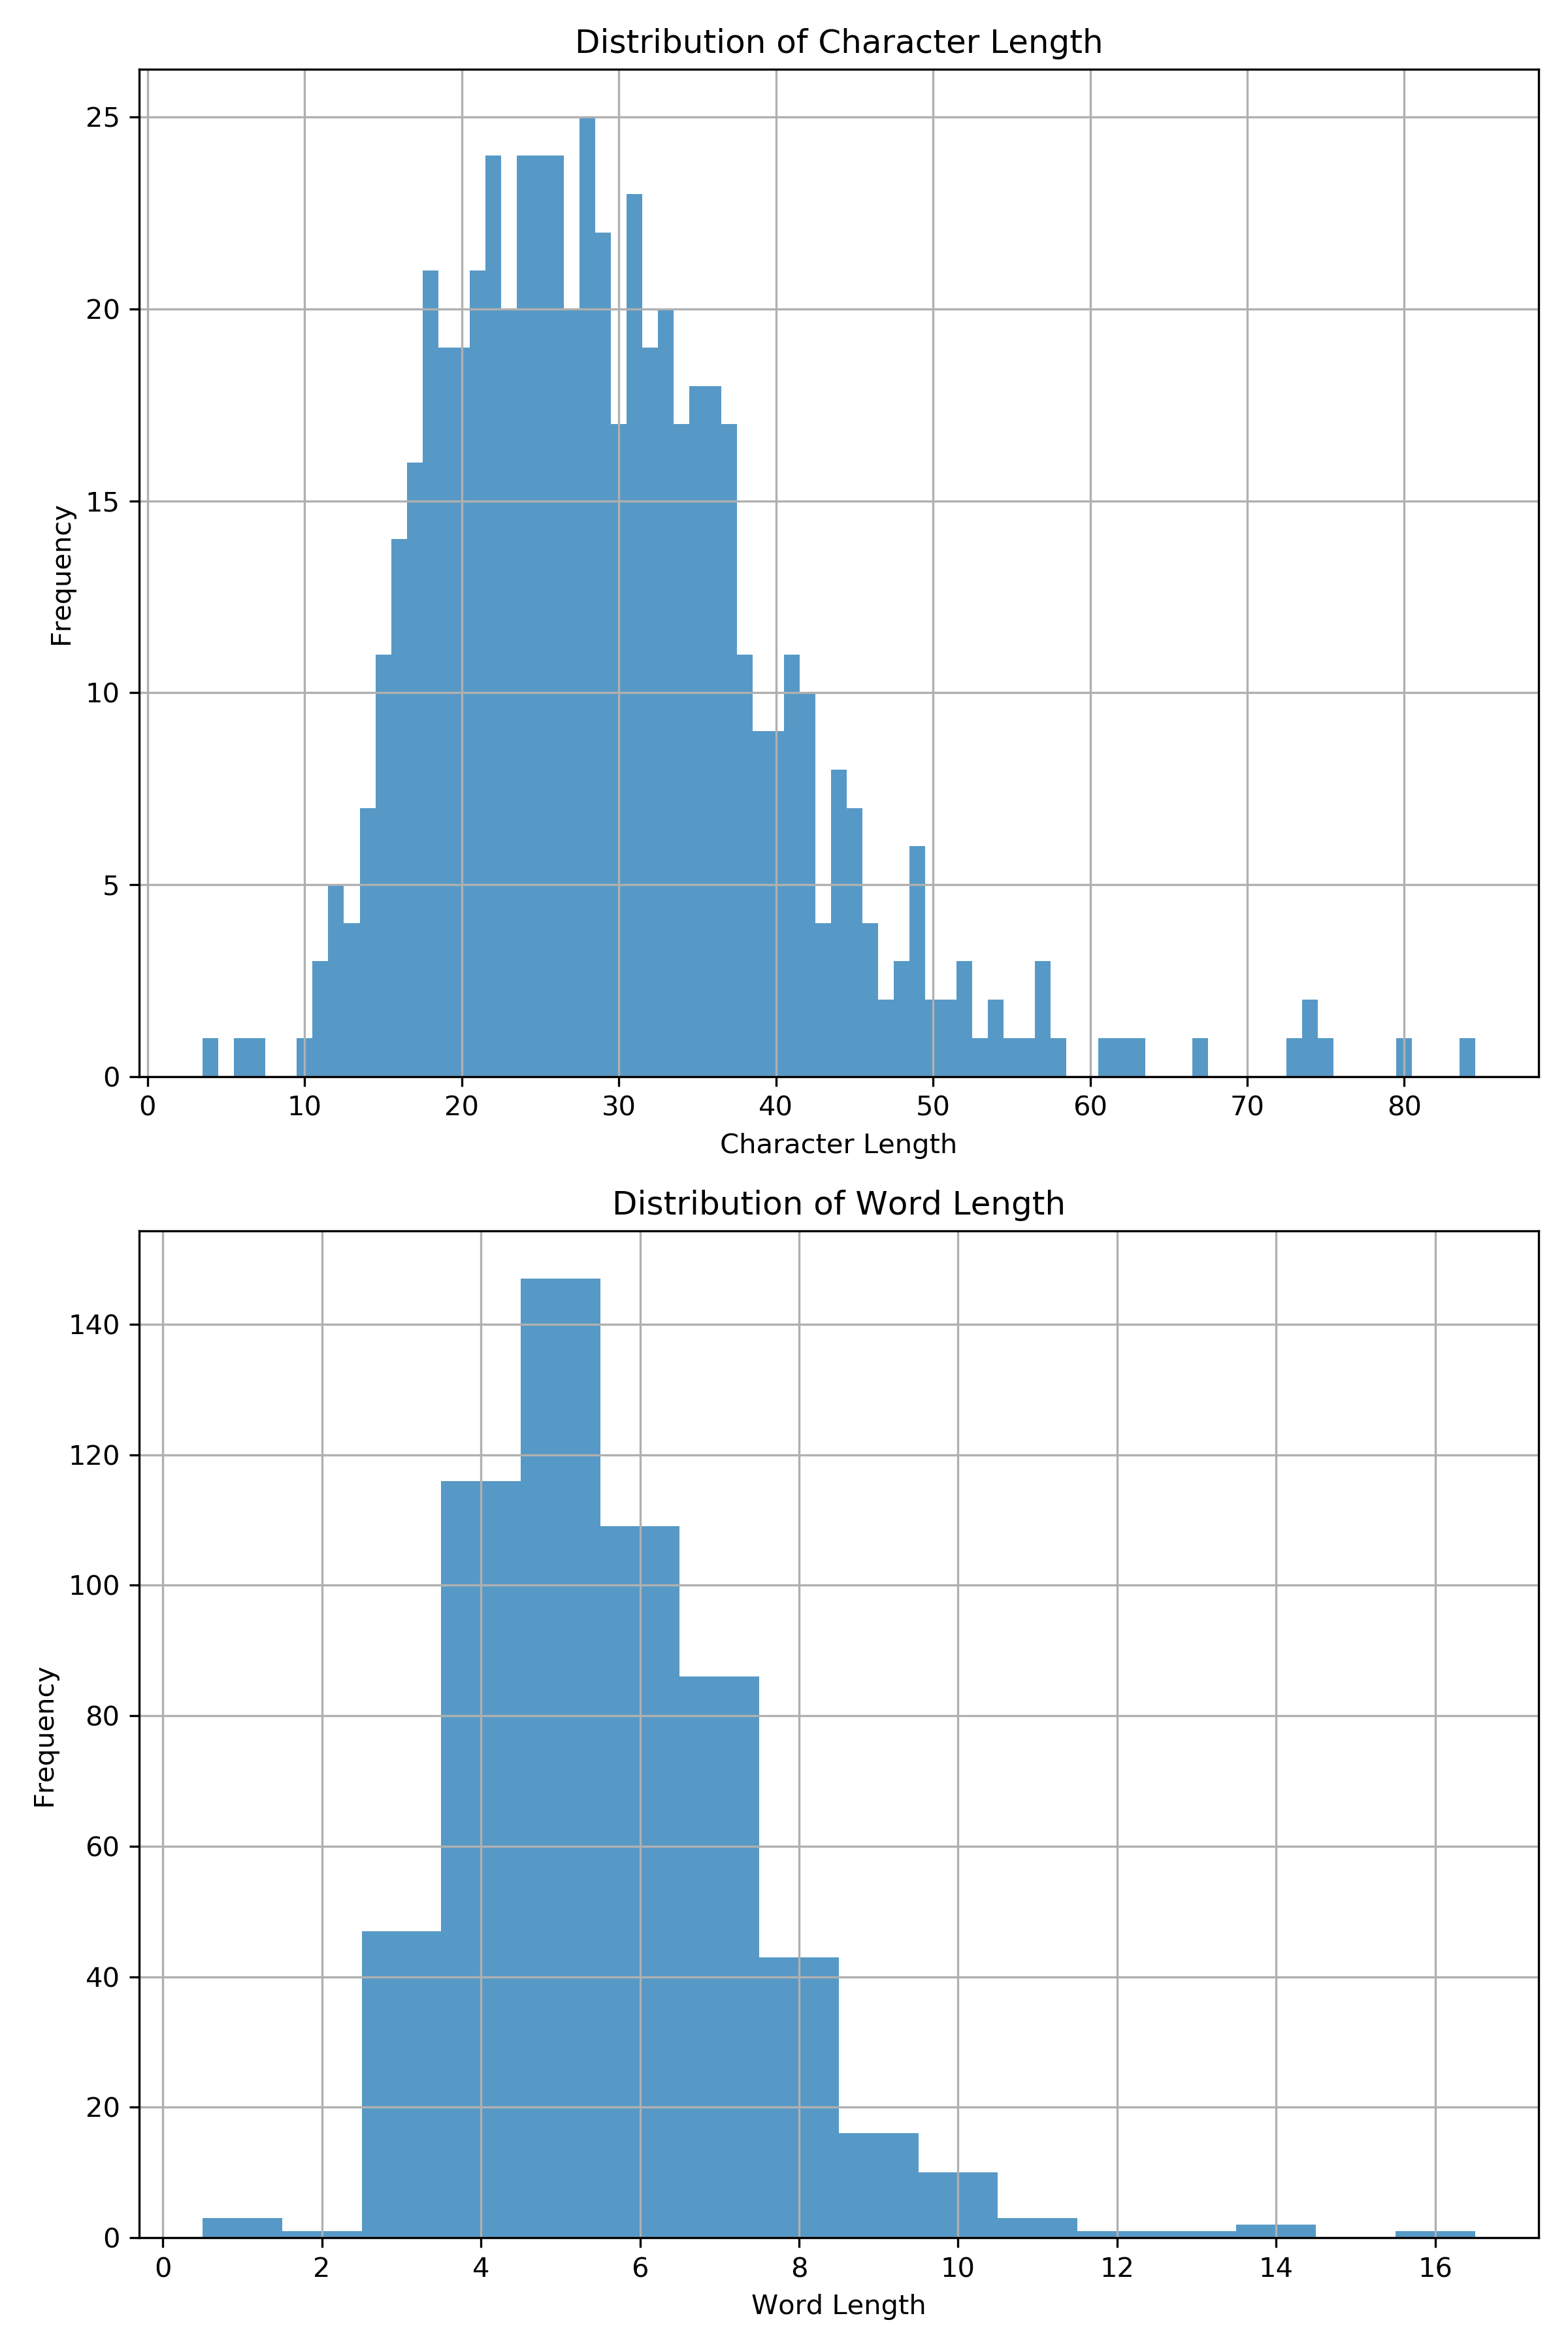 Distribution of Character Length
25
20
15
10
5
0
Frequency
0 10 20 30 40 50 60 70 80
Character Length
Distribution of Word Length
140
120
100
80
60
40
20
0
Frequency
0 2 4 6 8 10 12 14 16
Word Length